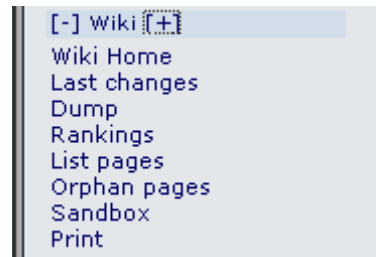 [-] Wiki [+]
Wiki Home
Last changes
Dump
Rankings
List pages
Orphan pages
Sandbox
Print